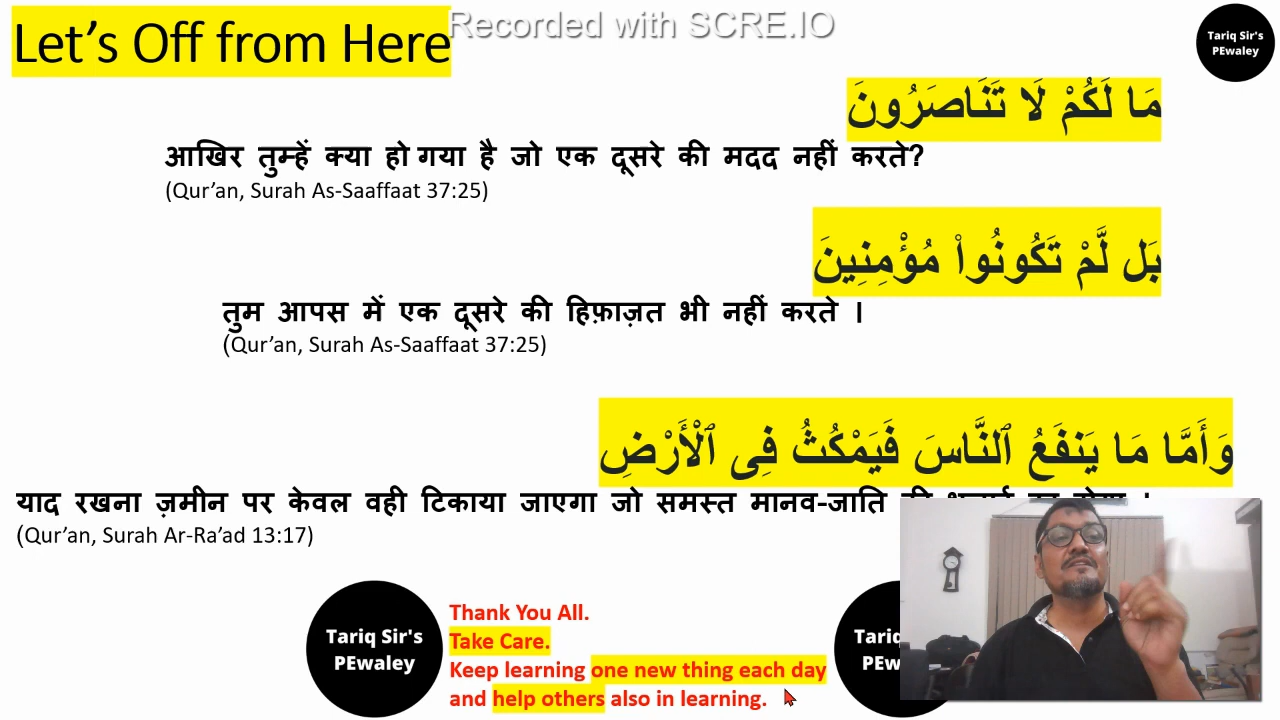 Let's Off from Here
Recorded with SCRE.IO
Tariq Sir's
PEwaley
مَا لَكُمْ لَا تَنَاصَرُونَ
आखिर तुम्हें क्या हो गया है जो एक दूसरे की मदद नहीं करते?
(Qur'an, Surah As-Saaffaat 37:25)
بَل لَّمْ تَكُونُوا۟ مُؤْمِنِينَ
तुम आपस में एक दूसरे की हिफ़ाज़त भी नहीं करते ।
(Qur'an, Surah As-Saaffaat 37:25)
وَأَمَّا مَا يَنفَعُ ٱلنَّاسَ فَيَمْكُثُ فِى ٱلْأَرْضِ
याद रखना ज़मीन पर केवल वही टिकाया जाएगा जो समस्त मानव-जाति
(Qur'an, Surah Ar-Ra'ad 13:17)
Tariq Sir's
PEwaley
Thank You All.
Take Care.
Keep learning one new thing each day
and help others also in learning.